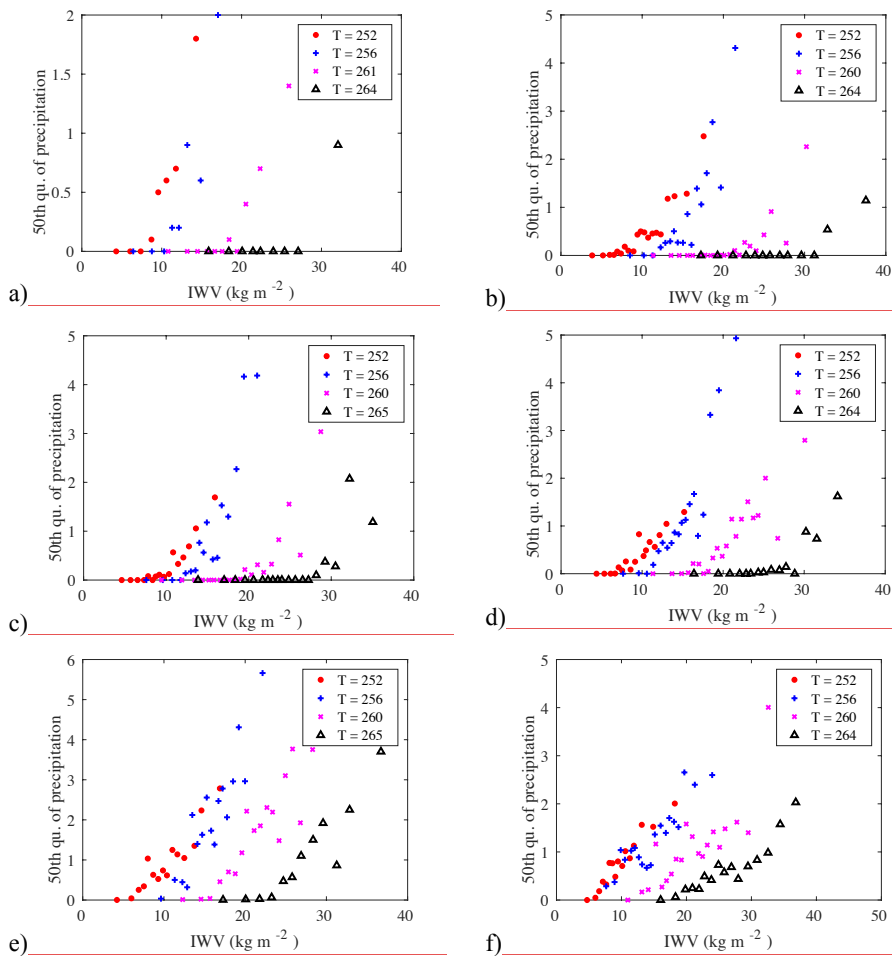 2
1.5
1
0.5
0
0 10 20 30 40
50th qu. of precipitation
IWV (kg m -2 )
T = 252
T = 256
T = 261
T = 264
a)
5
4
3
2
1
0
0 10 20 30 40
50th qu. of precipitation
IWV (kg m -2 )
T = 252
T = 256
T = 260
T = 264
b)
5
4
3
2
1
0
0 10 20 30 40
50th qu. of precipitation
IWV (kg m -2 )
T = 252
T = 256
T = 260
T = 265
c)
5
4
3
2
1
0
0 10 20 30 40
50th qu. of precipitation
IWV (kg m -2 )
T = 252
T = 256
T = 260
T = 264
d)
6
5
4
3
2
1
0
0 10 20 30 40
50th qu. of precipitation
IWV (kg m -2 )
T = 252
T = 256
T = 260
T = 265
e)
5
4
3
2
1
0
0 10 20 30 40 50
50th qu. of precipitation
IWV (kg m -2 )
T = 252
T = 256
T = 260
T = 264
f)